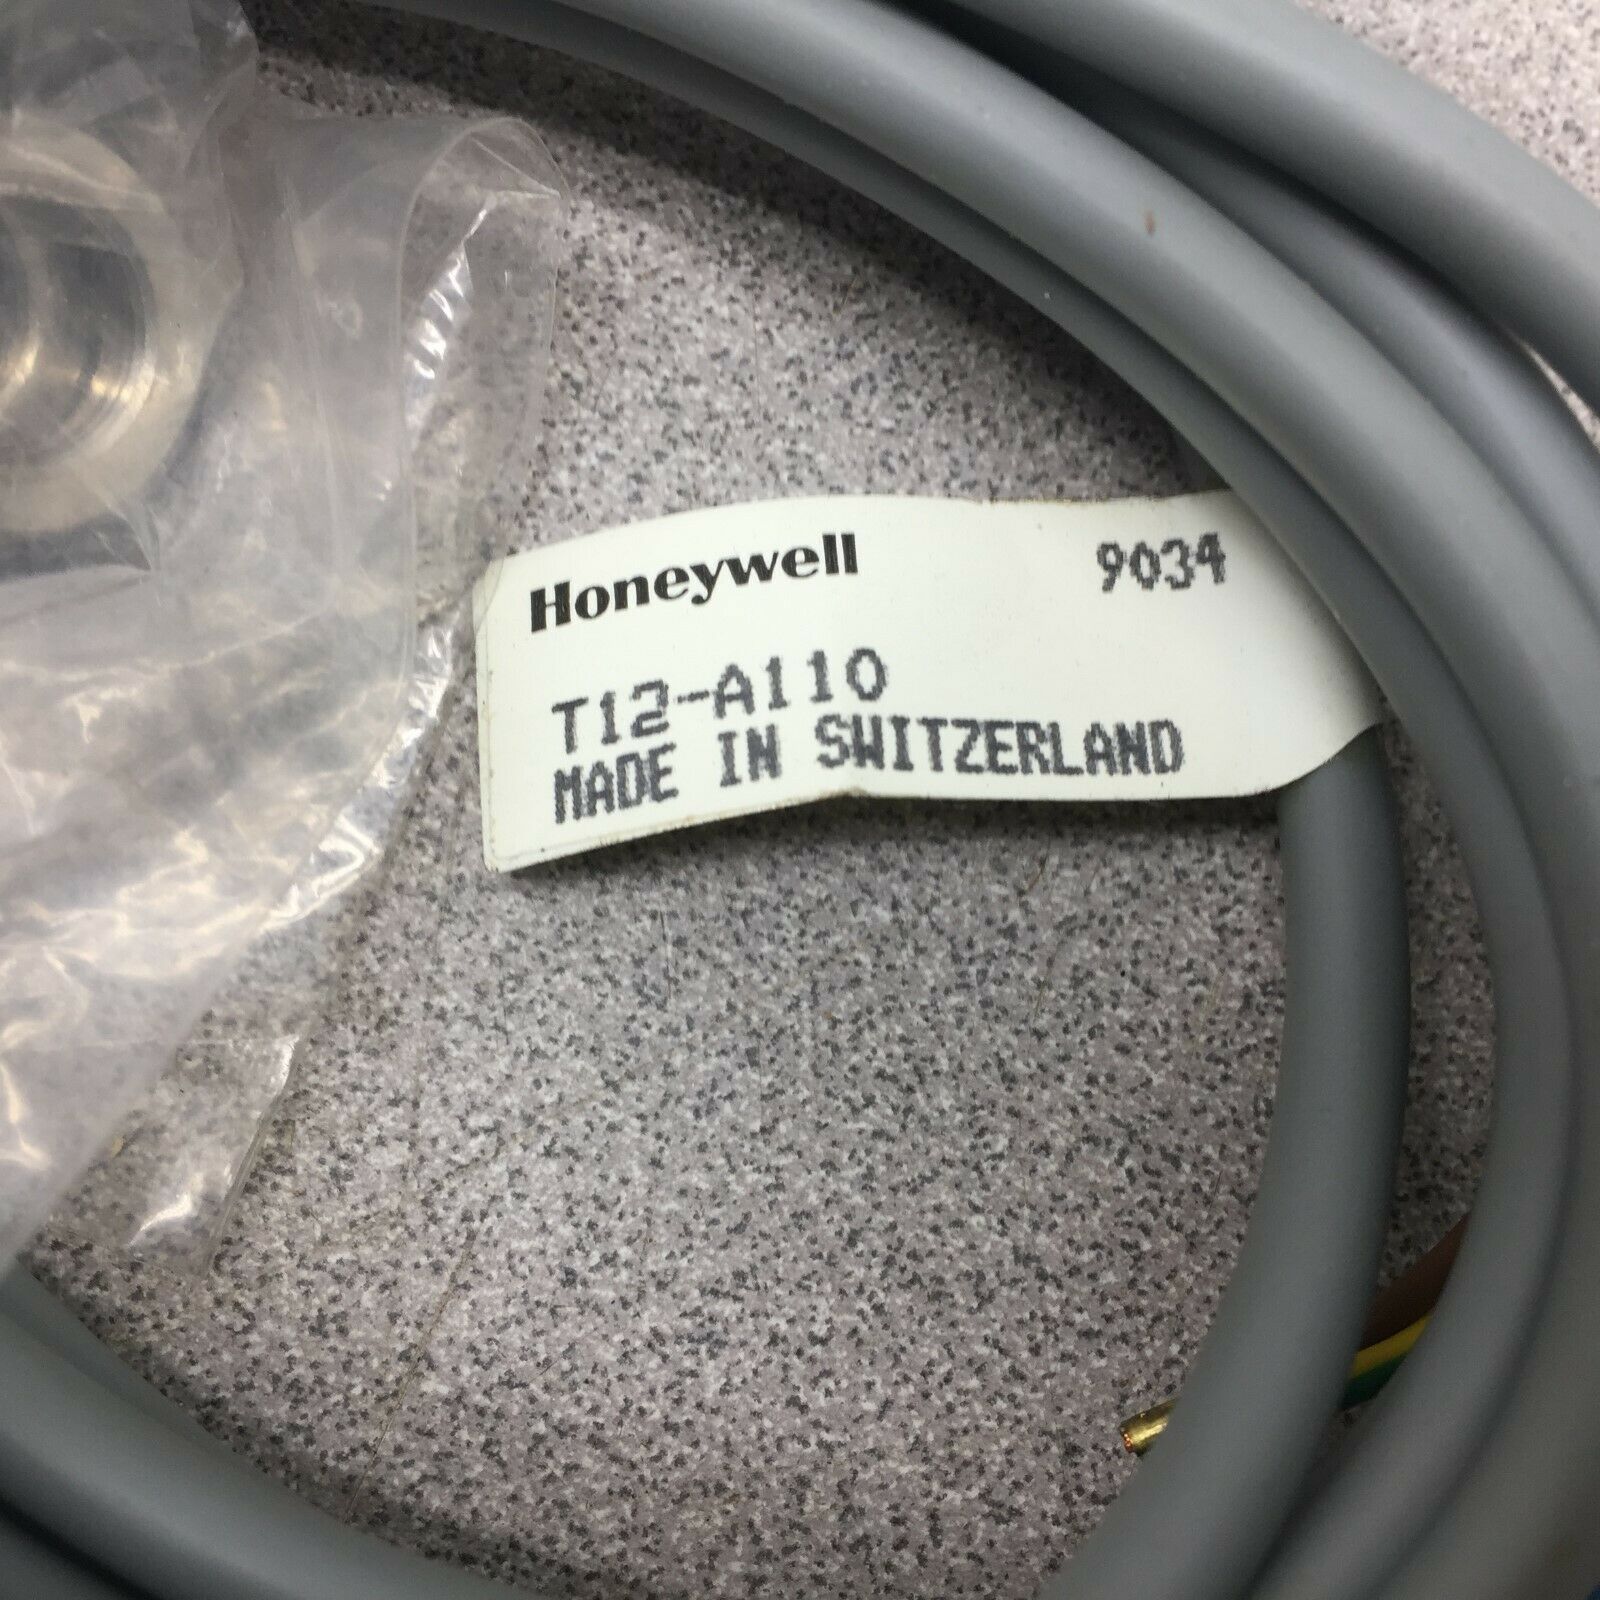 Honeywell 9034
T12-A110
MADE IN SWITZERLAND